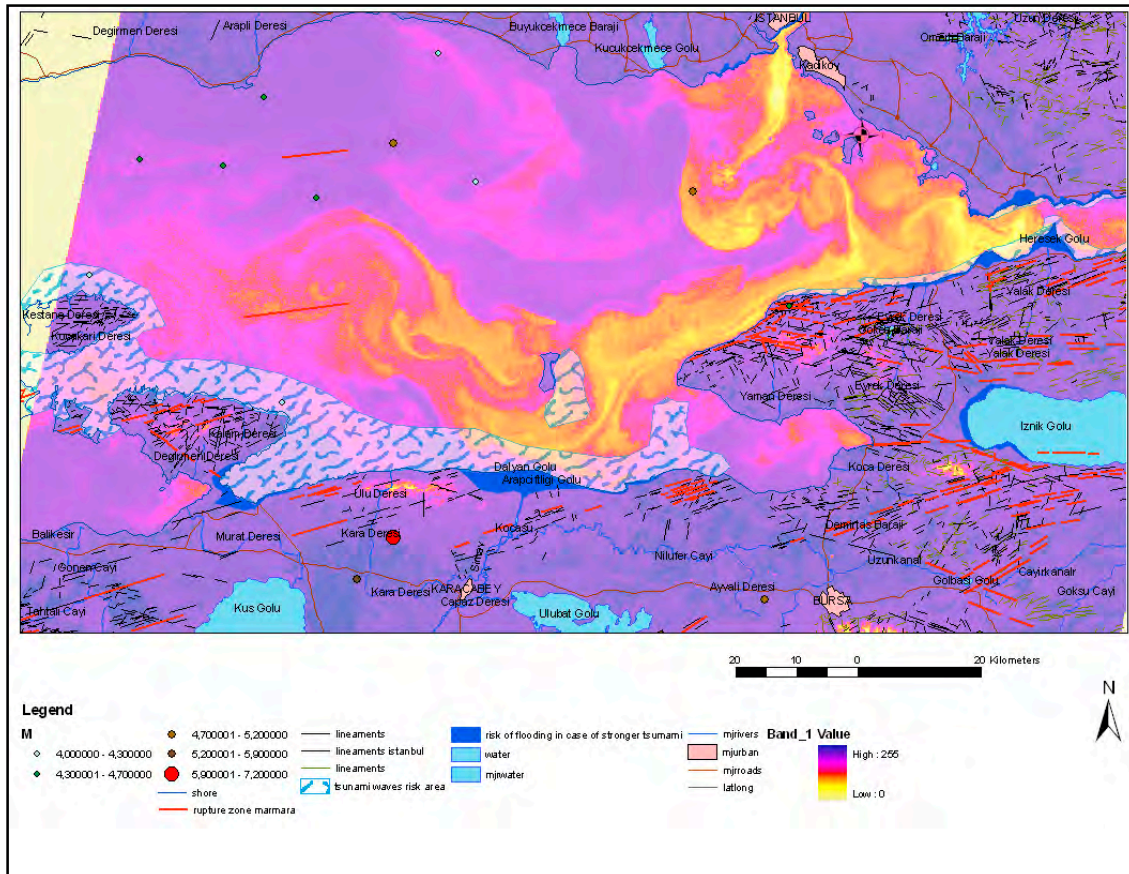 Degirmen Deresi
Arapli Deresi
Buyukcekmece Baraji
ISTANBUL
Uzun Deresi
Kucukcekmece Golu
Kadikoy
Heresek Golu
Kestane Deresi
Kocakari Deresi
Yalak Deresi
Yalak Deresi
Yalak Deresi
Eyrek Deresi
Yaman Deresi
Iznik Golu
Kalam Deresi
Degirmen Deresi
Dalyan Golu
Arapciftligi Golu
Koca Deresi
Ulu Deresi
Kocasu
Demirtas Baraji
Balikesir
Murat Deresi
Kara Deresi
Nilufer Cayi
Uzunkanal
Gonen Cayi
Cayirkanalr
Golbasi Golu
Goksu Cayi
Tahtali Cayi
Kus Golu
Kara Deresi
KARACABEY
Capaz Deresi
Ulubat Golu
Ayvali Deresi
BURSA
20 10 0 20 Kilometers
N
Legend
M
4,000000 - 4,300000
4,300001 - 4,700000
4,700001 - 5,200000
5,200001 - 5,900000
5,900001 - 7,200000
shore
rupture zone marmara
lineaments
lineaments istanbul
lineaments
tsunami waves risk area
risk of flooding in case of stronger tsunami
water
mjrwater
mjrivers
mjurban
mjrroads
latlong
Band_1 Value
High : 255
Low : 0